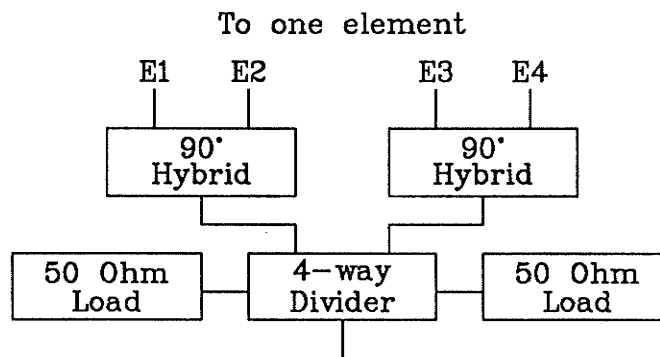 To one element
E1 E2 E3 E4
90° Hybrid
90° Hybrid
50 Ohm Load
4-way Divider
50 Ohm Load